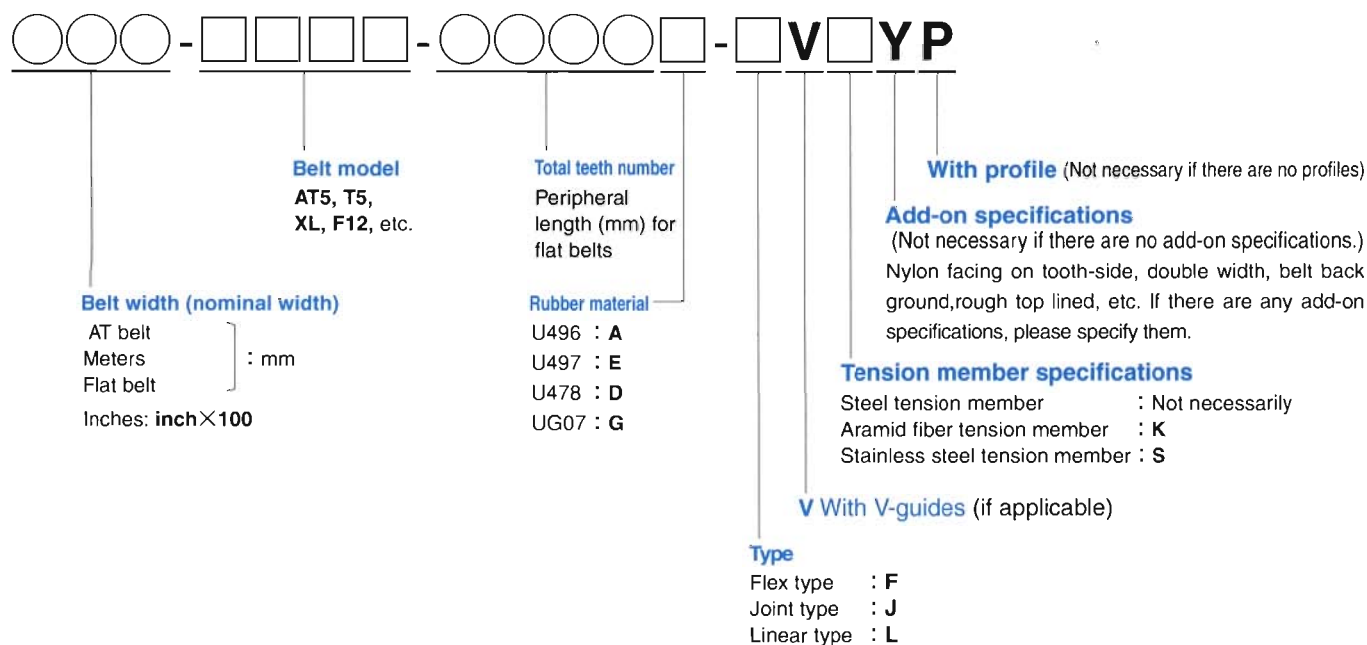 ○○○-□□□□-○○○○□-□V□YP
Belt model
AT5, T5,
XL, F12, etc.
Total teeth number
Peripheral
length (mm) for
flat belts
With profile (Not necessary if there are no profiles)
Add-on specifications
(Not necessary if there are no add-on specifications.)
Nylon facing on tooth-side, double width, belt back
ground,rough top lined, etc. If there are any add-on
specifications, please specify them.
Belt width (nominal width)
AT belt
Meters : mm
Flat belt
Inches: inch×100
Rubber material
U496 : A
U497 : E
U478 : D
UG07 : G
Tension member specifications
Steel tension member : Not necessarily
Aramid fiber tension member : K
Stainless steel tension member : S
V With V-guides (if applicable)
Type
Flex type : F
Joint type : J
Linear type : L